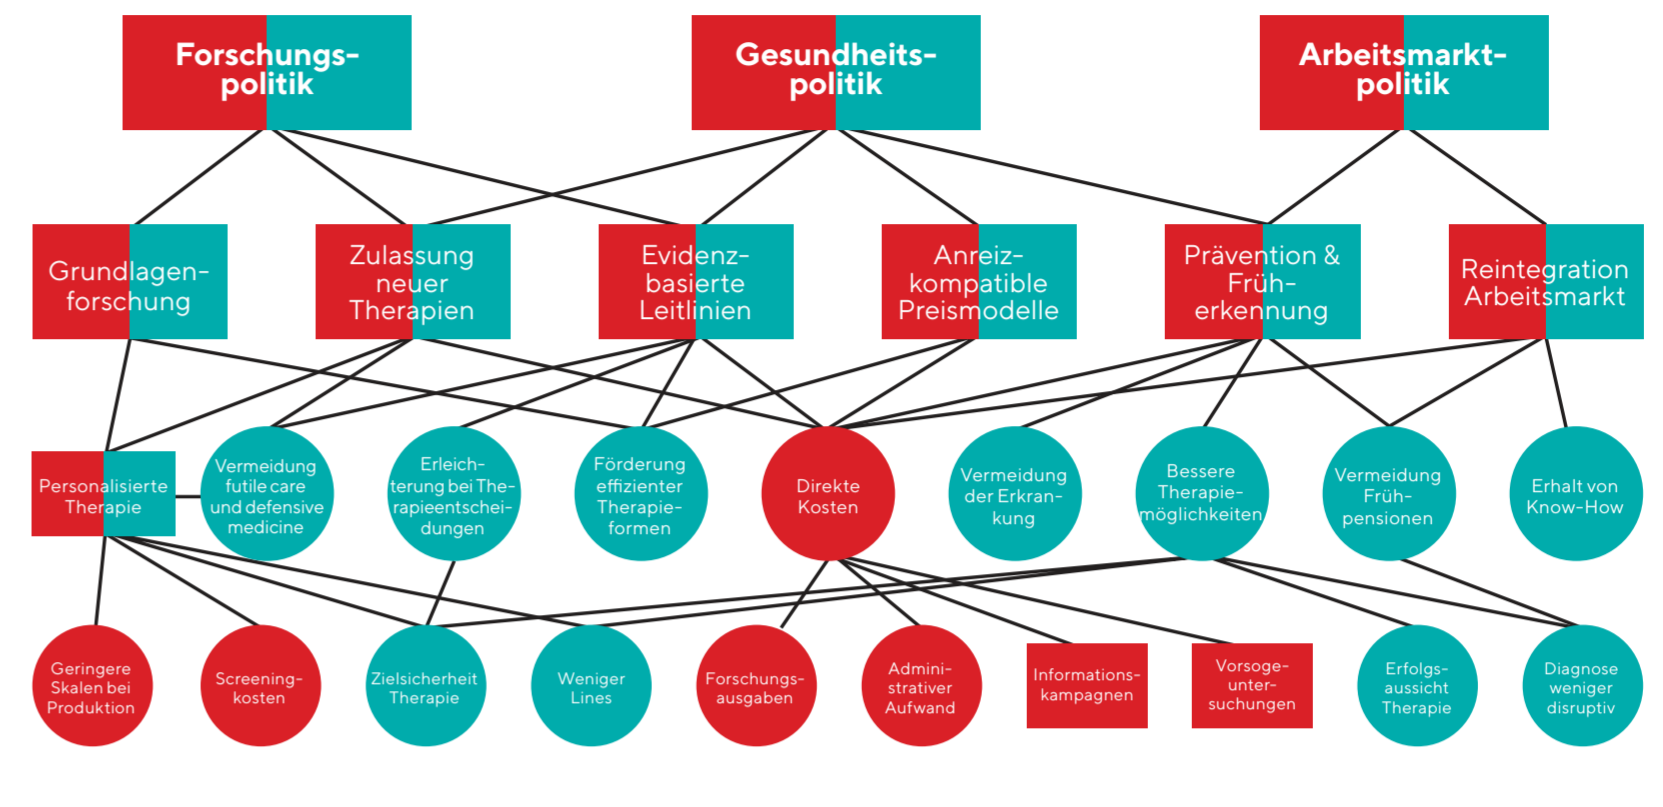 Forschungs-
politik
Gesundheits-
politik
Arbeitsmarkt-
politik
Grundlagen-
forschung
Zulassung
neuer
Therapien
Evidenz-
basierte
Leitlinien
Anreiz-
kompatible
Preismodelle
Prävention &
Früh-
erkennung
Reintegration
Arbeitsmarkt
Personalisierte
Therapie
Vermeidung
futile care
und defensive
medicine
Erleich-
terung bei The-
rapieentschei-
dungen
Förderung
effizienter
Therapie-
formen
Direkte
Kosten
Vermeidung
der Erkran-
kung
Bessere
Therapie-
möglichkeiten
Vermeidung
Früh-
pensionen
Erhalt von
Know-How
Geringere
Skalen bei
Produktion
Screening-
kosten
Zielsicherheit
Therapie
Weniger
Lines
Forschungs-
ausgaben
Admini-
strativer
Aufwand
Informations-
kampagnen
Vorsoge-
unter-
suchungen
Erfolgs-
aussicht
Therapie
Diagnose
weniger
disruptiv